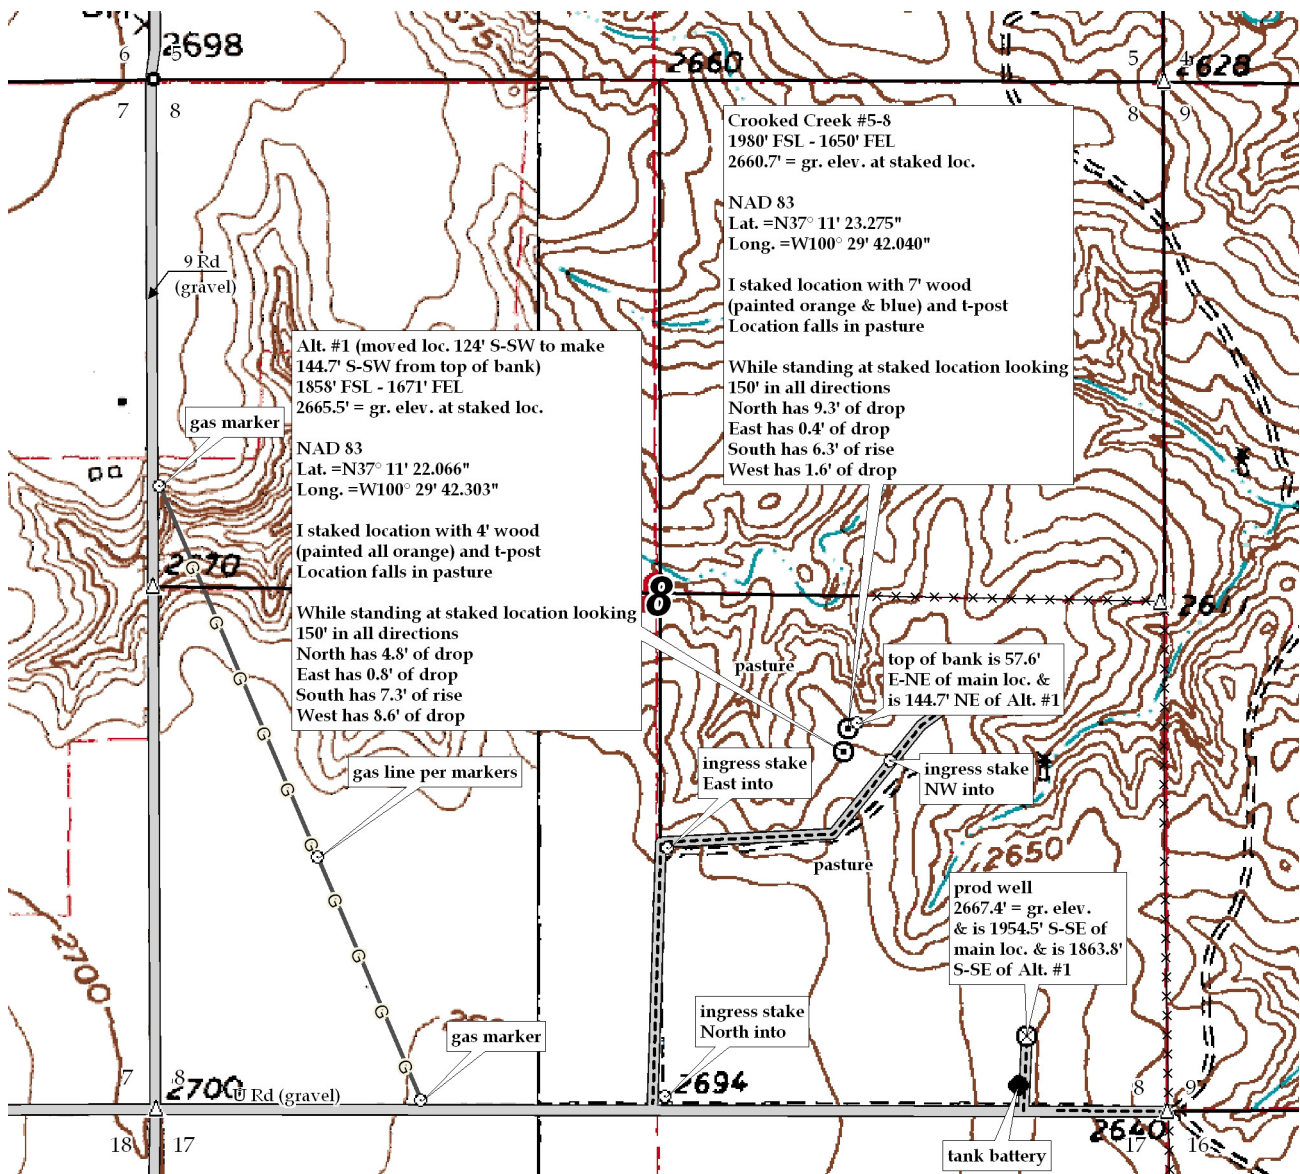 6
5
2698
2660
5
4
2628
7
8
8
9
Crooked Creek #5-8
1980' FSL - 1650' FEL
2660.7' = gr. elev. at staked loc.
NAD 83
Lat. =N37° 11' 23.275"
Long. =W100° 29' 42.040"
I staked location with 7' wood
(painted orange & blue) and t-post
Location falls in pasture
While standing at staked location looking
150' in all directions
North has 9.3' of drop
East has 0.4' of drop
South has 6.3' of rise
West has 1.6' of drop
9 Rd
(gravel)
Alt. #1 (moved loc. 124' S-SW to make
144.7' S-SW from top of bank)
1858' FSL - 1671' FEL
2665.5' = gr. elev. at staked loc.
NAD 83
Lat. =N37° 11' 22.066"
Long. =W100° 29' 42.303"
I staked location with 4' wood
(painted all orange) and t-post
Location falls in pasture
While standing at staked location looking
150' in all directions
North has 4.8' of drop
East has 0.8' of drop
South has 7.3' of rise
West has 8.6' of drop
gas marker
8
2611
pasture
top of bank is 57.6'
E-NE of main loc. &
is 144.7' NE of Alt. #1
ingress stake
East into
ingress stake
NW into
gas line per markers
G
G
G
G
G
G
G
G
G
G
pasture
2650
prod well
2667.4' = gr. elev.
& is 1954.5' S-SE of
main loc. & is 1863.8'
S-SE of Alt. #1
2700
ingress stake
North into
gas marker
7
8
2700
U Rd (gravel)
2694
8
9
2640
18
17
17
16
tank battery